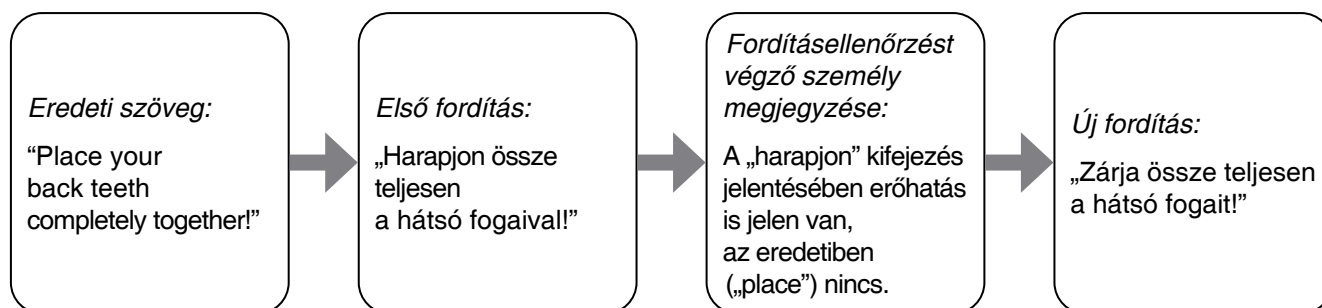 Eredeti szöveg:
“Place your
back teeth
completely together!”
Első fordítás:
„Harapjon össze
teljesen
a hátsó fogaival!”
Fordításellenőrzést
végző személy
megjegyzése:
A „harapjon” kifejezés
jelentésében erőhatás
is jelen van,
az eredetiben
(„place”) nincs.
Új fordítás:
„Zárja össze teljesen
a hátsó fogait!”